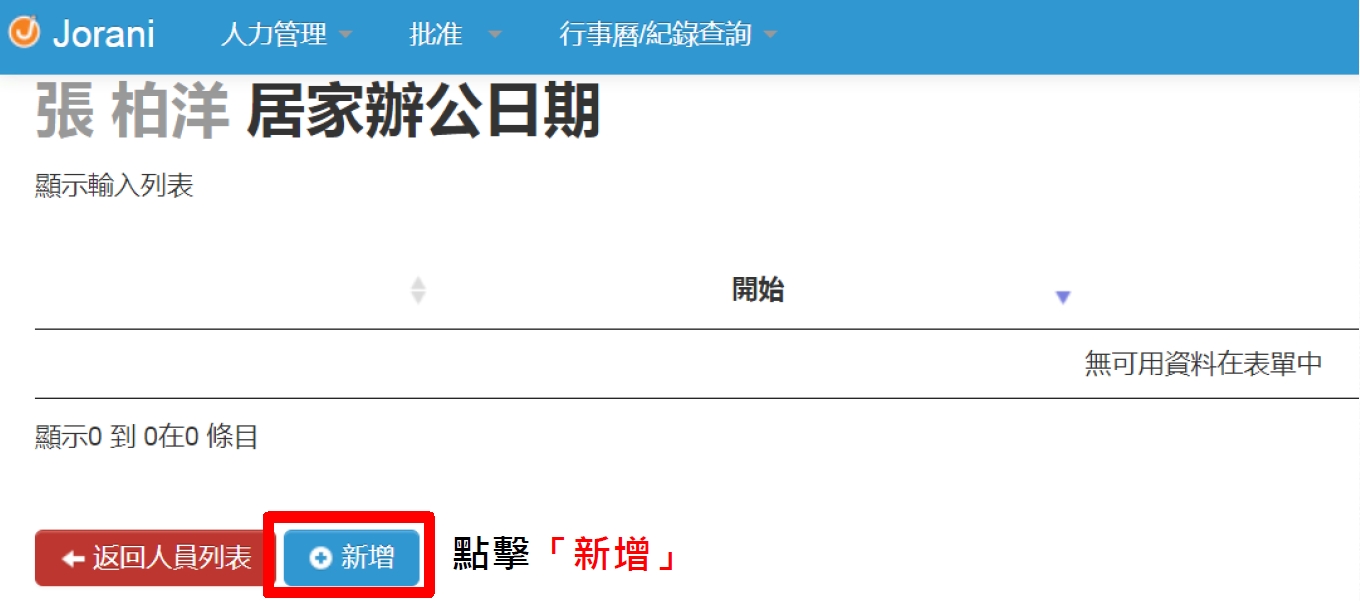 Jorani 人力管理 批准 行事曆/紀錄查詢
張 柏洋 居家辦公日期
顯示輸入列表
開始
無可用資料在表單中
顯示0 到 0在0 條目
返回人員列表 新增 點擊「新增」